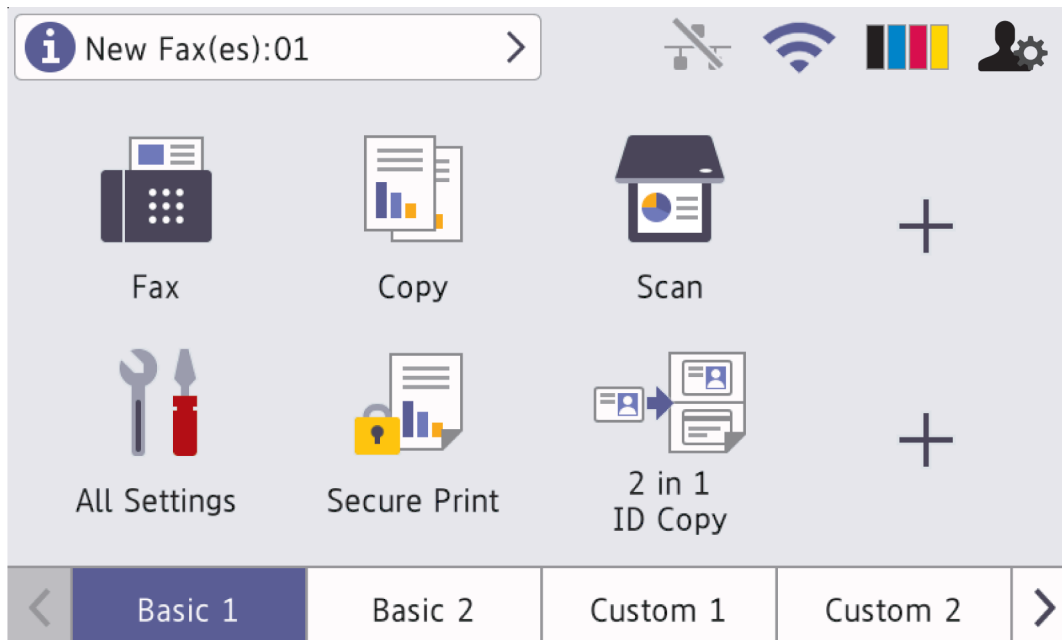 New Fax(es):01
Fax
Copy
Scan
All Settings
Secure Print
2 in 1
ID Copy
Basic 1
Basic 2
Custom 1
Custom 2